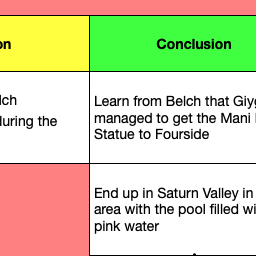 on
Conclusion
lch
during the
Learn from Belch that Giyg
managed to get the Mani
Statue to Fourside
End up in Saturn Valley in
area with the pool filled wi
pink water